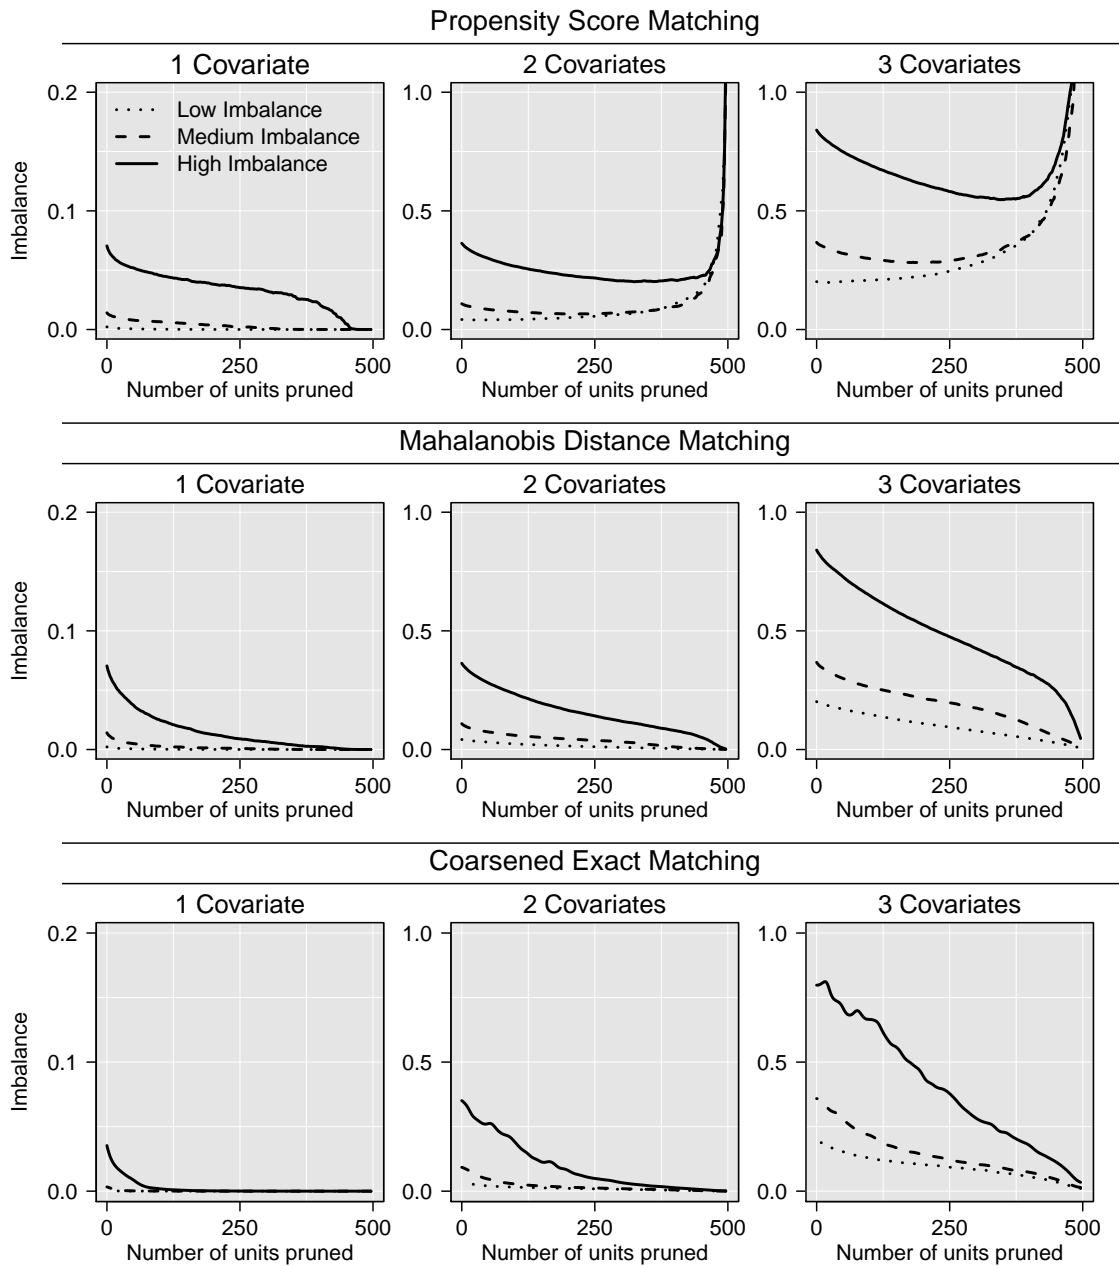 Propensity Score Matching
1 Covariate
2 Covariates
3 Covariates
Low Imbalance
Medium Imbalance
High Imbalance
Imbalance
0.2
0.1
0.0
0 250 500
Number of units pruned
1.0
0.5
0.0
0 250 500
Number of units pruned
1.0
0.5
0.0
0 250 500
Number of units pruned
Mahalanobis Distance Matching
1 Covariate
2 Covariates
3 Covariates
Imbalance
0.2
0.1
0.0
0 250 500
Number of units pruned
1.0
0.5
0.0
0 250 500
Number of units pruned
1.0
0.5
0.0
0 250 500
Number of units pruned
Coarsened Exact Matching
1 Covariate
2 Covariates
3 Covariates
Imbalance
0.2
0.1
0.0
0 250 500
Number of units pruned
1.0
0.5
0.0
0 250 500
Number of units pruned
1.0
0.5
0.0
0 250 500
Number of units pruned